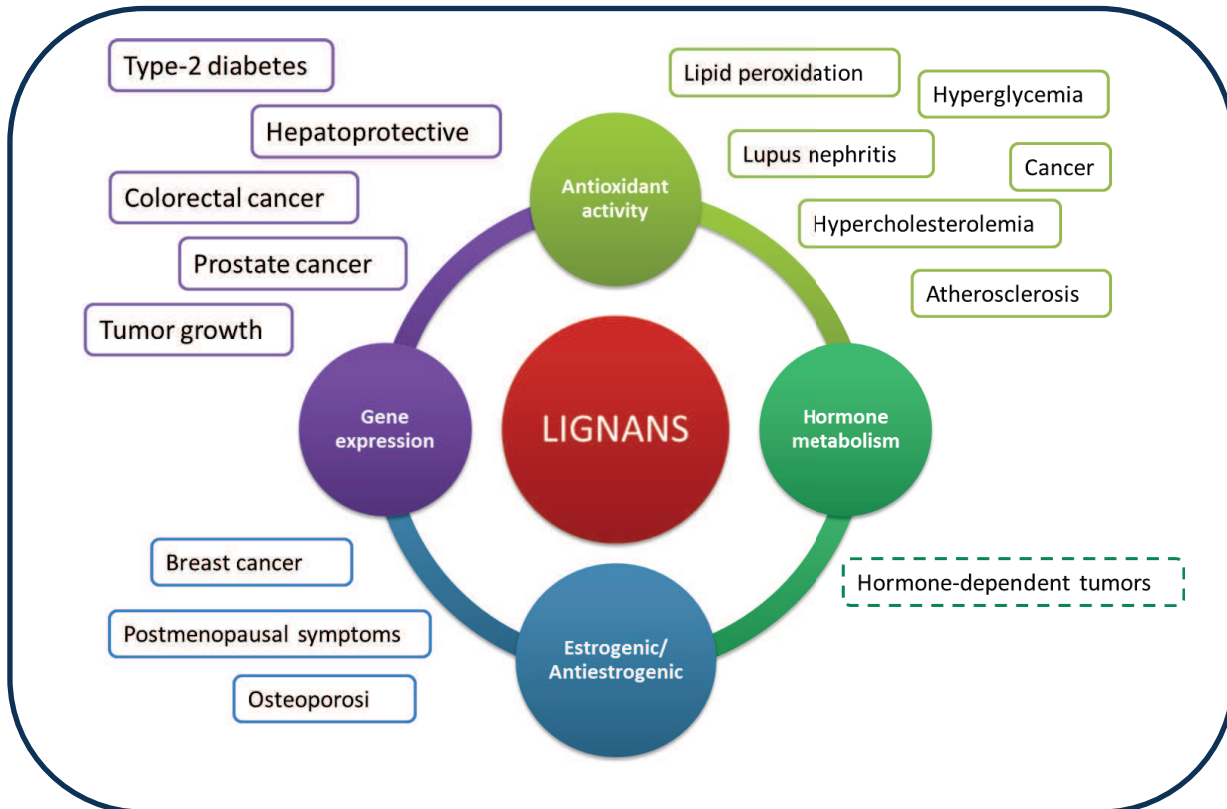 Type-2 diabetes
Hepatoprotective
Colorectal cancer
Prostate cancer
Tumor growth
Lipid peroxidation
Hyperglycemia
Lupus nephritis
Cancer
Hypercholesterolemia
Atherosclerosis
Antioxidant
activity
Gene
expression
LIGNANS
Hormone
metabolism
Breast cancer
Postmenopausal symptoms
Osteoporosi
Estrogenic/
Antiestrogenic
Hormone-dependent tumors